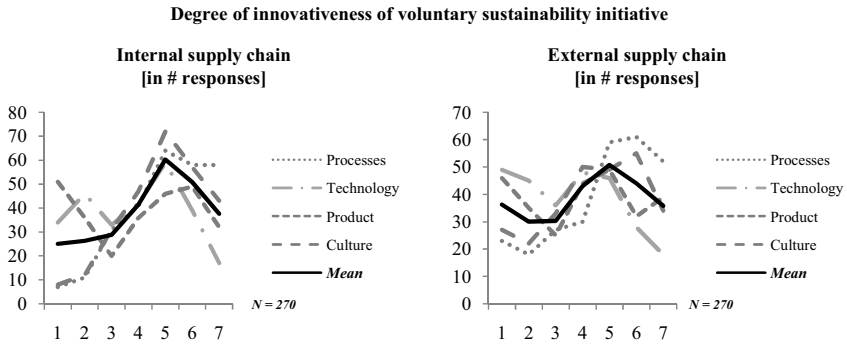 Degree of innovativeness of voluntary sustainability initiative
Internal supply chain
[in # responses]
80
70
60
50
40
30
20
10
0
1 2 3 4 5 6 7
Processes
Technology
Product
Culture
Mean
N = 270
External supply chain
[in # responses]
70
60
50
40
30
20
10
0
1 2 3 4 5 6 7
Processes
Technology
Product
Culture
Mean
N = 270